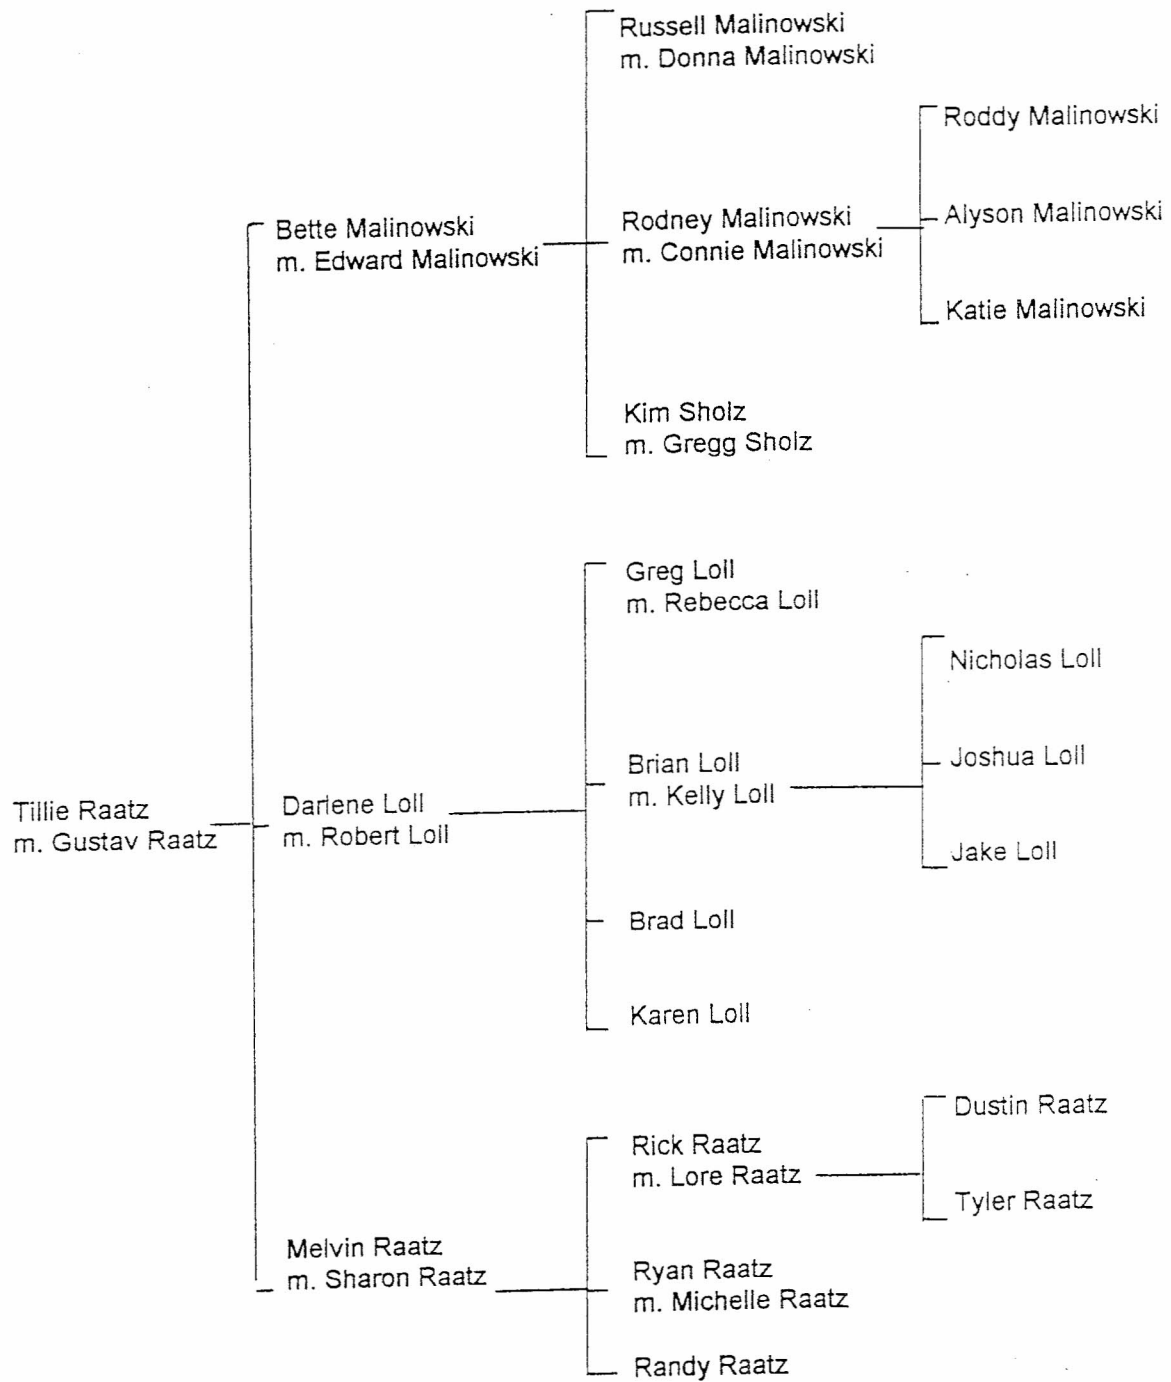 Russell Malinowski
m. Donna Malinowski
Roddy Malinowski
Bette Malinowski
m. Edward Malinowski
Rodney Malinowski
m. Connie Malinowski
Alyson Malinowski
Katie Malinowski
Kim Sholz
m. Gregg Sholz
Greg Loll
m. Rebecca Loll
Nicholas Loll
Brian Loll
m. Kelly Loll
Joshua Loll
Tillie Raatz
m. Gustav Raatz
Darlene Loll
m. Robert Loll
Jake Loll
Brad Loll
Karen Loll
Dustin Raatz
Rick Raatz
m. Lore Raatz
Tyler Raatz
Melvin Raatz
m. Sharon Raatz
Ryan Raatz
m. Michelle Raatz
Randy Raatz